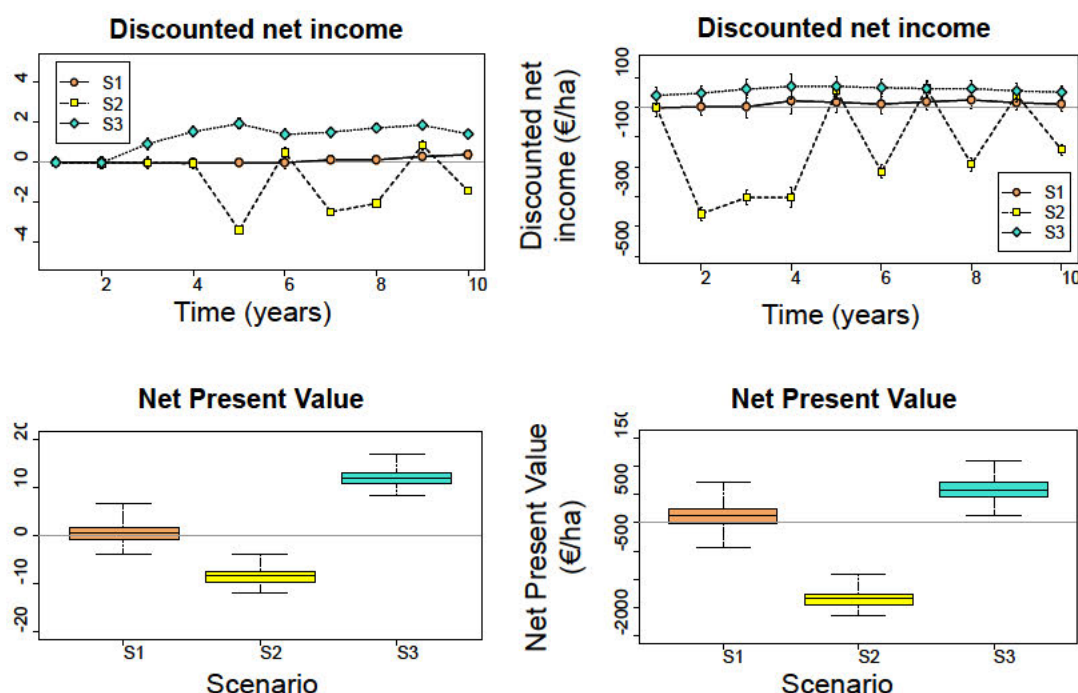 Discounted net income
4
2
0
-2
-4
S1
S2
S3
2
4
6
8
10
Time (years)
Discounted net income
Discounted net
income (€/ha)
100
-100
-300
-500
S1
S2
S3
2
4
6
8
10
Time (years)
Net Present Value
20
10
0
-10
-20
S1
S2
S3
Scenario
Net Present Value
Net Present Value
(€/ha)
500
-500
-2000
S1
S2
S3
Scenario